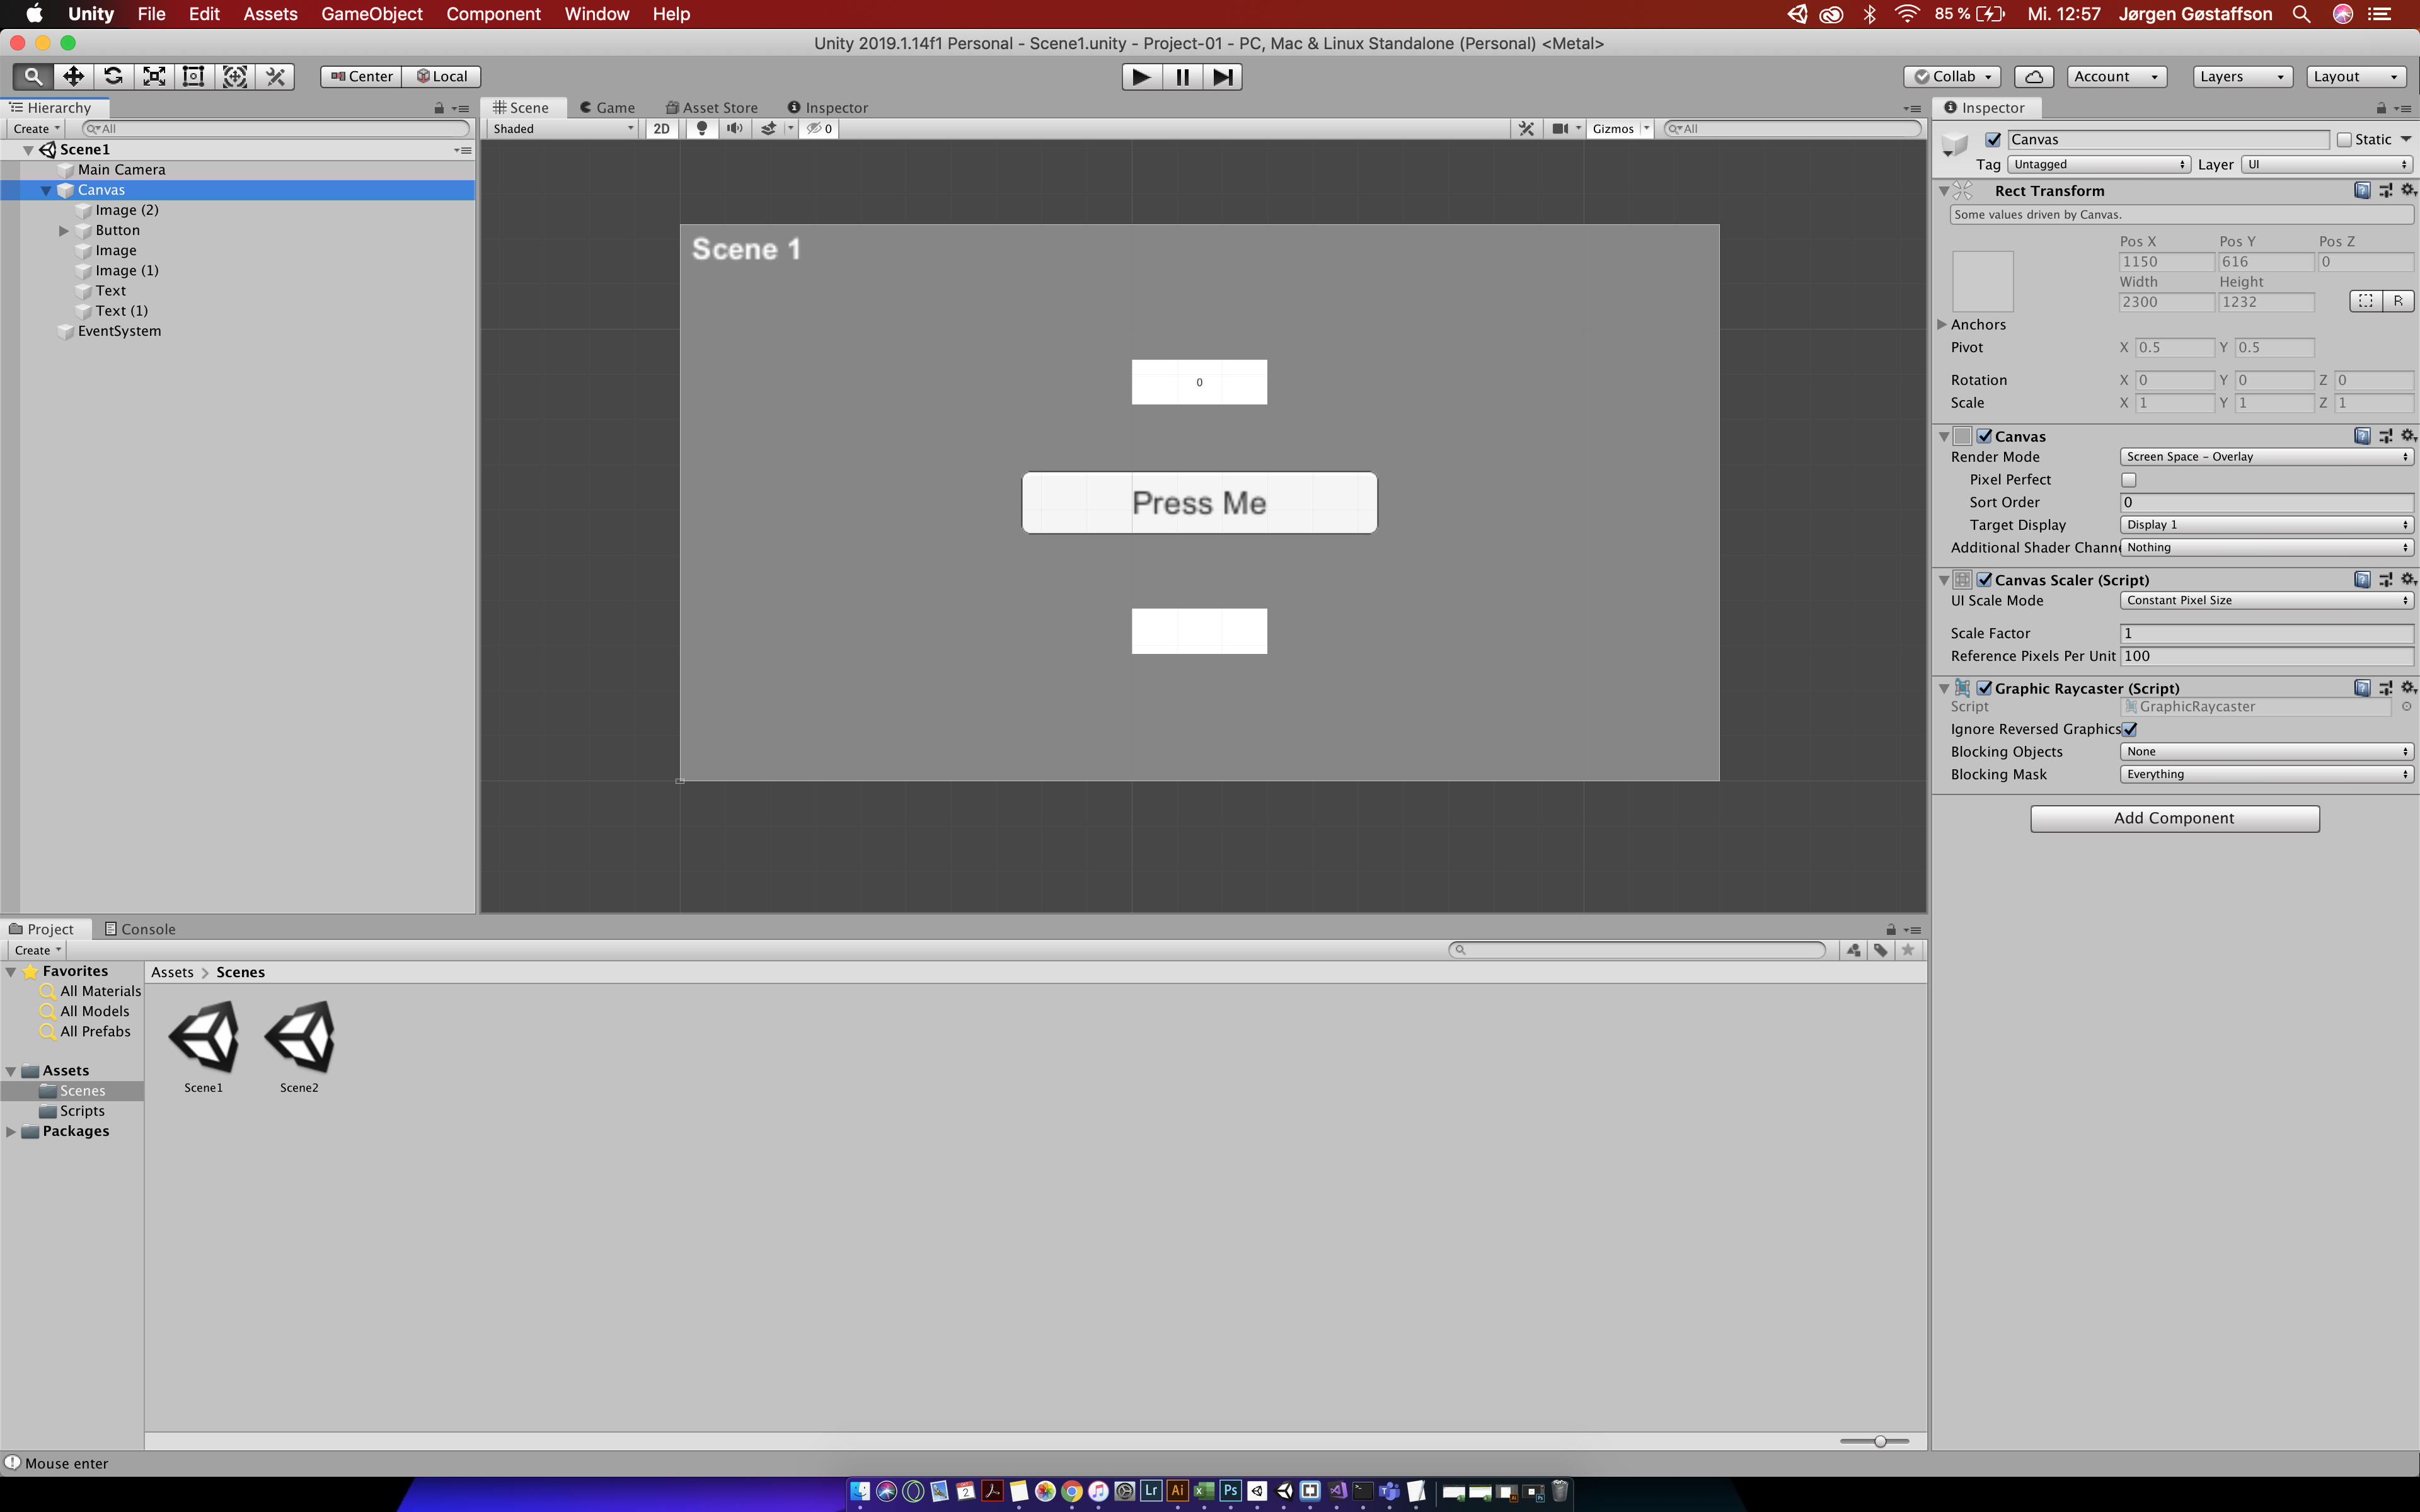 Unity File Edit Assets GameObject Component Window Help 85 % Mi. 12:57 Jørgen Gøstaffson
Unity 2019.1.14f1 Personal - Scene1.unity - Project-01 - PC, Mac & Linux Standalone (Personal) <Metal>
Center Local Collab Account Layers Layout
Hierarchy
Create All
Scene1
Main Camera
Canvas
Image (2)
Button
Image
Image (1)
Text
Text (1)
EventSystem
Scene Game Asset Store Inspector
Shaded 2D 0 Gizmos All
Scene 1
0
Press Me
Inspector
Canvas Static
Tag Untagged Layer UI
Rect Transform
Some values driven by Canvas.
Pos X Pos Y Pos Z
1150 616 0
Width Height
2300 1232 R
Anchors
Pivot X 0.5 Y 0.5
Rotation X 0 Y 0 Z 0
Scale X 1 Y 1 Z 1
Canvas
Render Mode Screen Space - Overlay
Pixel Perfect
Sort Order 0
Target Display Display 1
Additional Shader Chann Nothing
Canvas Scaler (Script)
UI Scale Mode Constant Pixel Size
Scale Factor 1
Reference Pixels Per Unit 100
Graphic Raycaster (Script)
Script GraphicRaycaster
Ignore Reversed Graphics
Blocking Objects None
Blocking Mask Everything
Add Component
Project Console
Create
Favorites
All Materials
All Models
All Prefabs
Assets
Scenes
Scripts
Packages
Assets > Scenes
Scene1 Scene2
Mouse enter
2 Lr Ai Ps